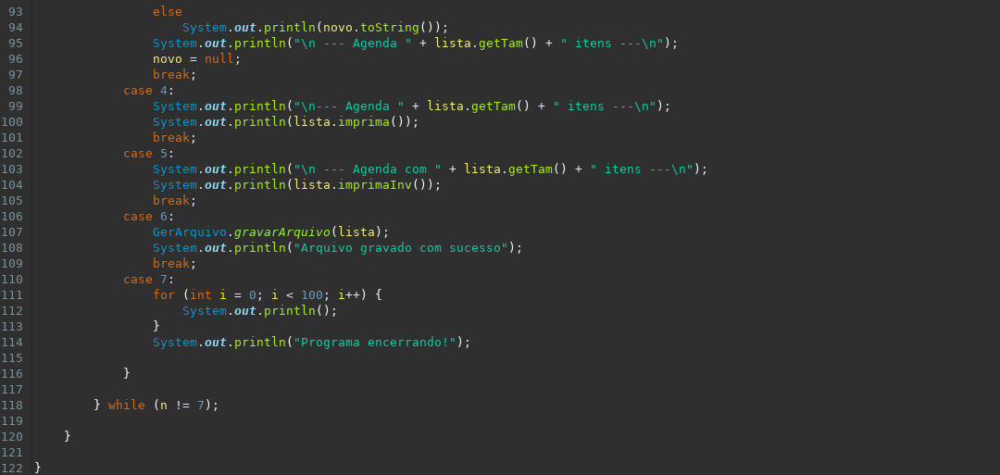 93                 else
94                     System.out.println(novo.toString());
95                 System.out.println("\n --- Agenda " + lista.getTam() + " itens ---\n");
96                 novo = null;
97                 break;
98             case 4:
99                 System.out.println("\n--- Agenda " + lista.getTam() + " itens ---\n");
100                 System.out.println(lista.imprima());
101                 break;
102             case 5:
103                 System.out.println("\n --- Agenda com " + lista.getTam() + " itens ---\n");
104                 System.out.println(lista.imprimaInv());
105                 break;
106             case 6:
107                 GerArquivo.gravarArquivo(lista);
108                 System.out.println("Arquivo gravado com sucesso");
109                 break;
110             case 7:
111                 for (int i = 0; i < 100; i++) {
112                     System.out.println();
113                 }
114                 System.out.println("Programa encerrando!");
115
116             }
117
118         } while (n != 7);
119
120     }
121
122 }